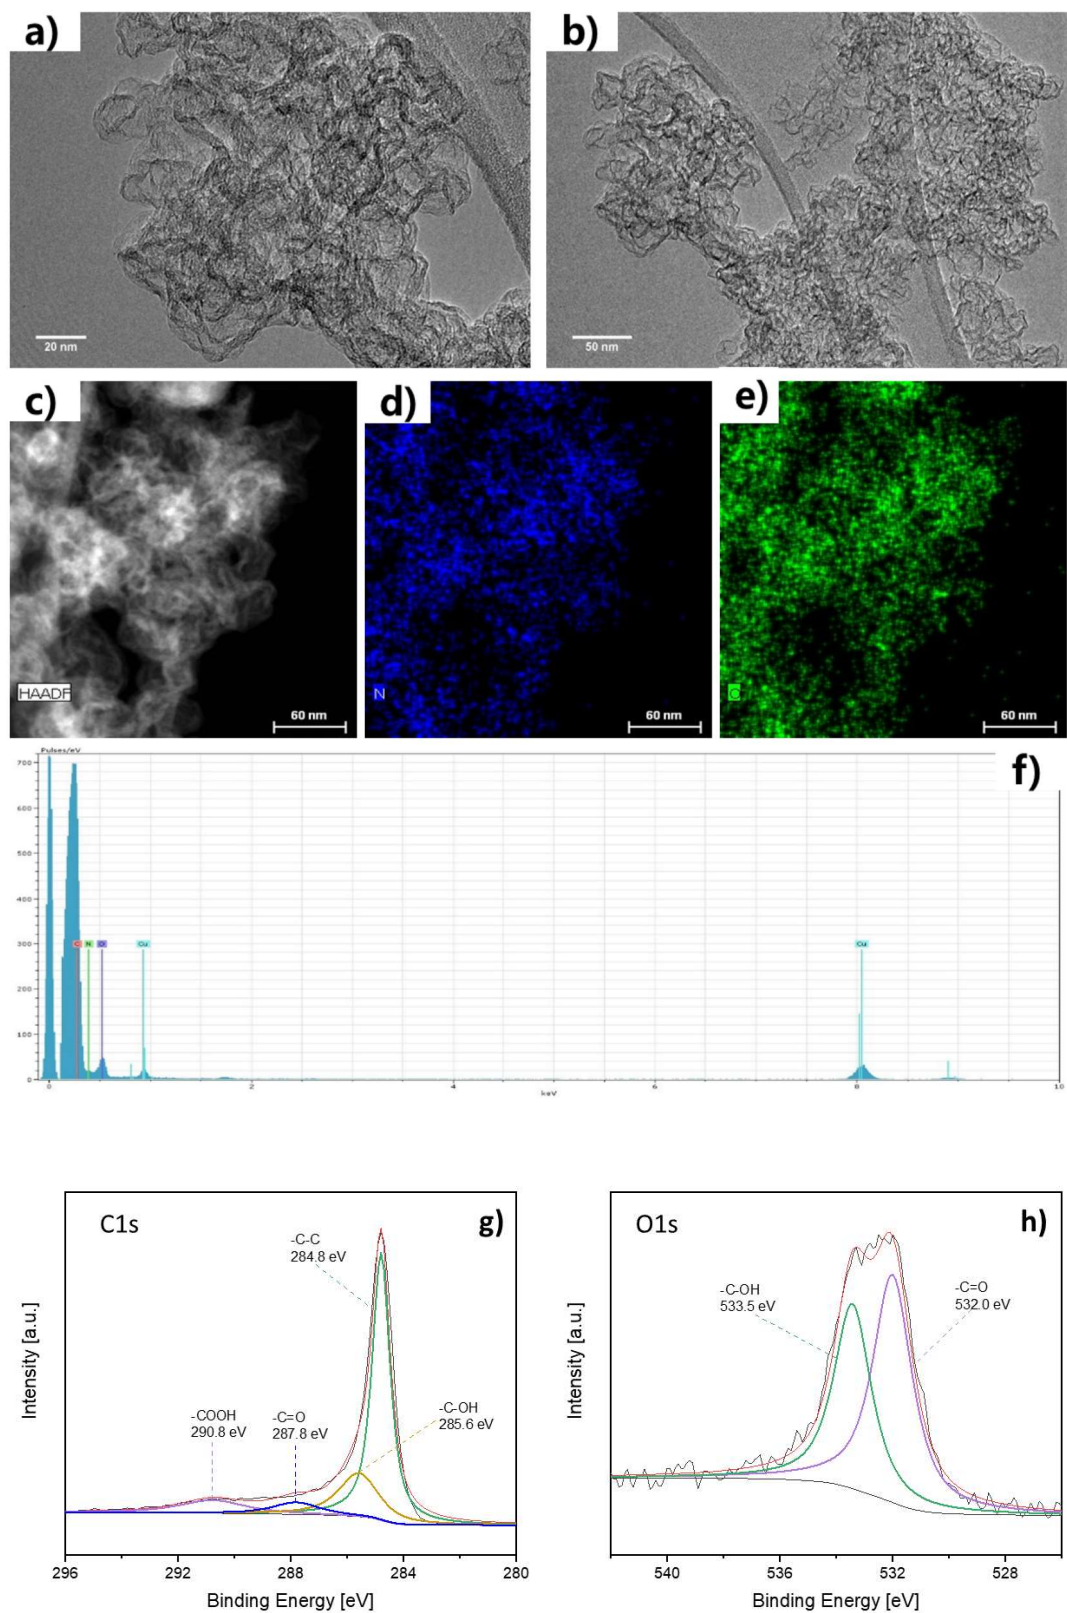 a)
20 nm
b)
50 nm
c)
HAADF
60 nm
d)
N
60 nm
e)
O
60 nm
f)
Pulses/eV
700
600
500
400
300
200
100
0
C N O Cu Cu
0 2 4 6 8 10
keV
g)
C1s
-C-C
284.8 eV
-C-OH
285.6 eV
-C=O
287.8 eV
-COOH
290.8 eV
Intensity [a.u.]
296 292 288 284 280
Binding Energy [eV]
h)
O1s
-C-OH
533.5 eV
-C=O
532.0 eV
Intensity [a.u.]
540 536 532 528
Binding Energy [eV]